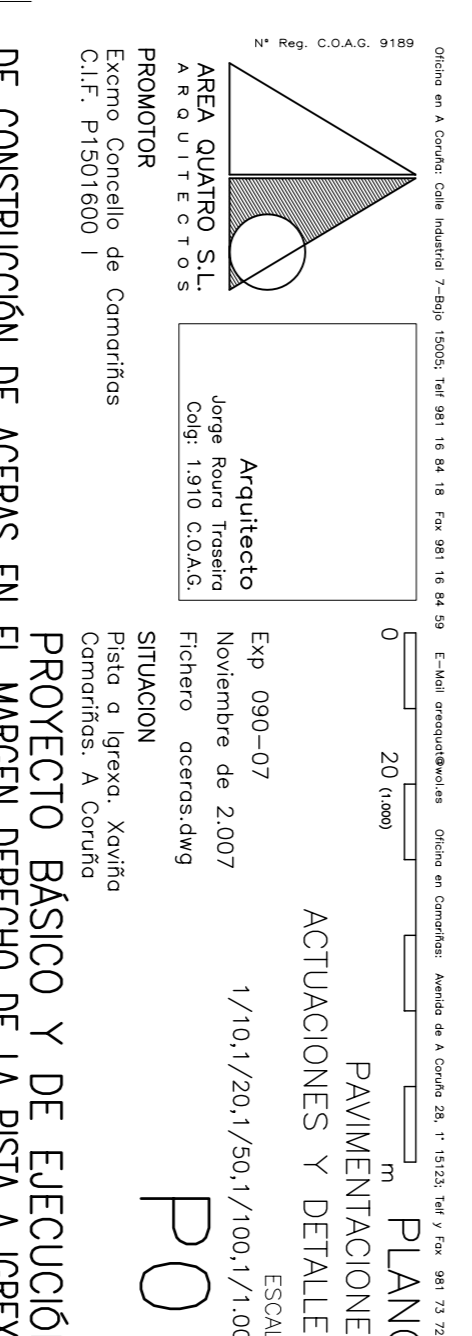 Oficina en A Coruña: Calle Industrial 7-Bajo 15005; Telf 981 16 84 18 Fax 981 16 84 59 E-Mail areaquat@wol.es Oficina en Camariñas: Avenida de A Coruña 28, 1° 15123; Telf y Fax 981 73 72
N° Reg. C.O.A.G. 9189
AREA QUATRO S.L.
ARQUITECTOS
Arquitecto
Jorge Roura Traseira
Colg: 1.910 C.O.A.G.
0 20 (1.000) m
PLANO
PAVIMENTACIONE
ACTUACIONES Y DETALLE
ESCAL
1/10,1/20,1/50,1/100,1/1.00
Exp 090-07
Noviembre de 2.007
Fichero aceras.dwg
PO
PROMOTOR
Excmo Concello de Camariñas
C.I.F. P1501600 I
SITUACION
Pista a Igrexa. Xaviña
Camariñas. A Coruña
PROYECTO BÁSICO Y DE EJECUCIÓN
DE CONSTRUCCIÓN DE ACERAS EN EL MARGEN DERECHO DE LA PISTA A IGREX